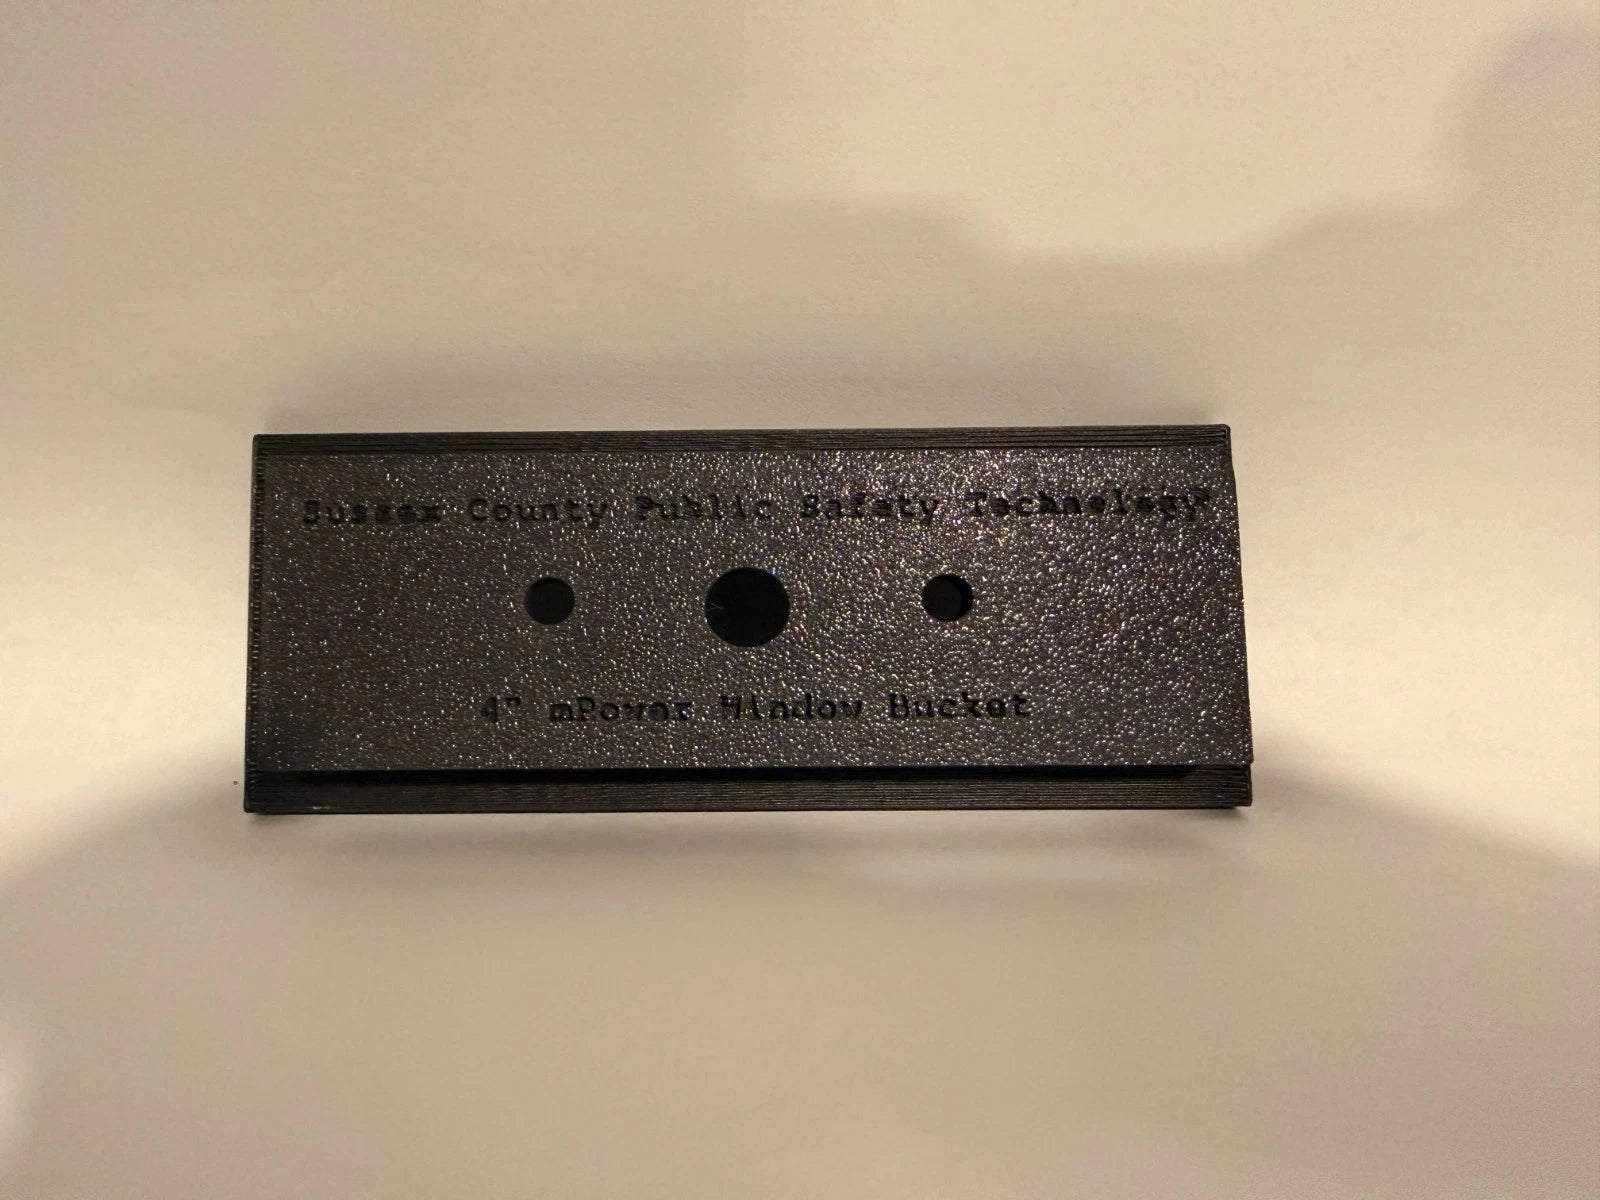 Sussex County Public Safety Technology
4" mPower Window Bucket